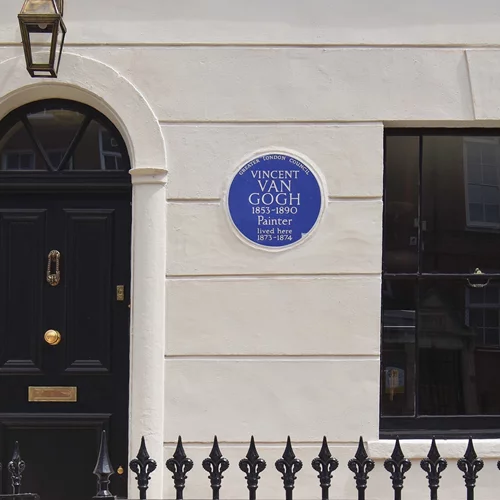 GREATER LONDON COUNCIL
VINCENT
VAN
GOGH
1853-1890
Painter
lived here
1873-1874